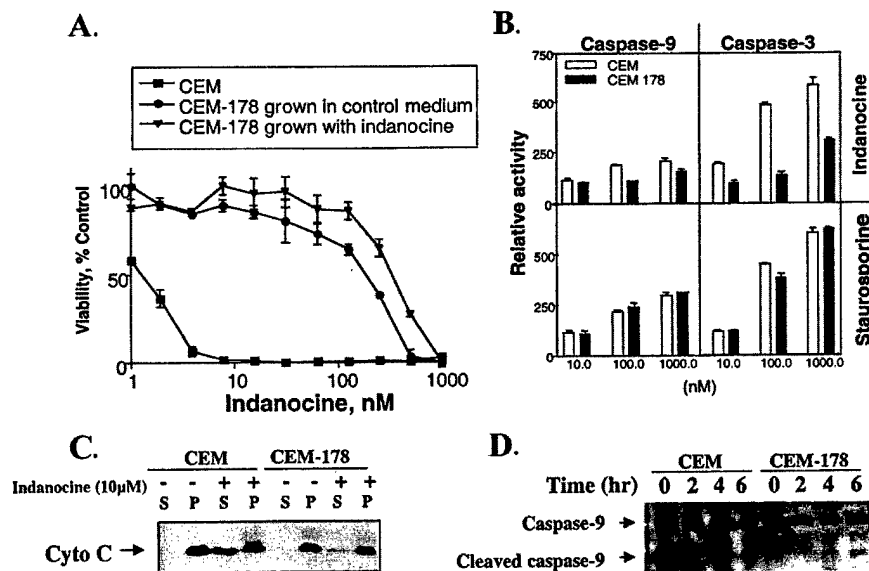 A.
CEM
CEM-178 grown in control medium
CEM-178 grown with indanocine
Viability, % Control
100
50
0
1 10 100 1000
Indanocine, nM
B.
Caspase-9 Caspase-3
CEM
CEM 178
Relative activity
750
500
250
0
500
250
0
10.0 100.0 1000.0 10.0 100.0 1000.0
(nM)
Indanocine
Staurosporine
C.
CEM CEM-178
Indanocine (10µM) - - + + - - + +
S P S P S P S P
Cyto C
D.
CEM CEM-178
Time (hr) 0 2 4 6 0 2 4 6
Caspase-9
Cleaved caspase-9